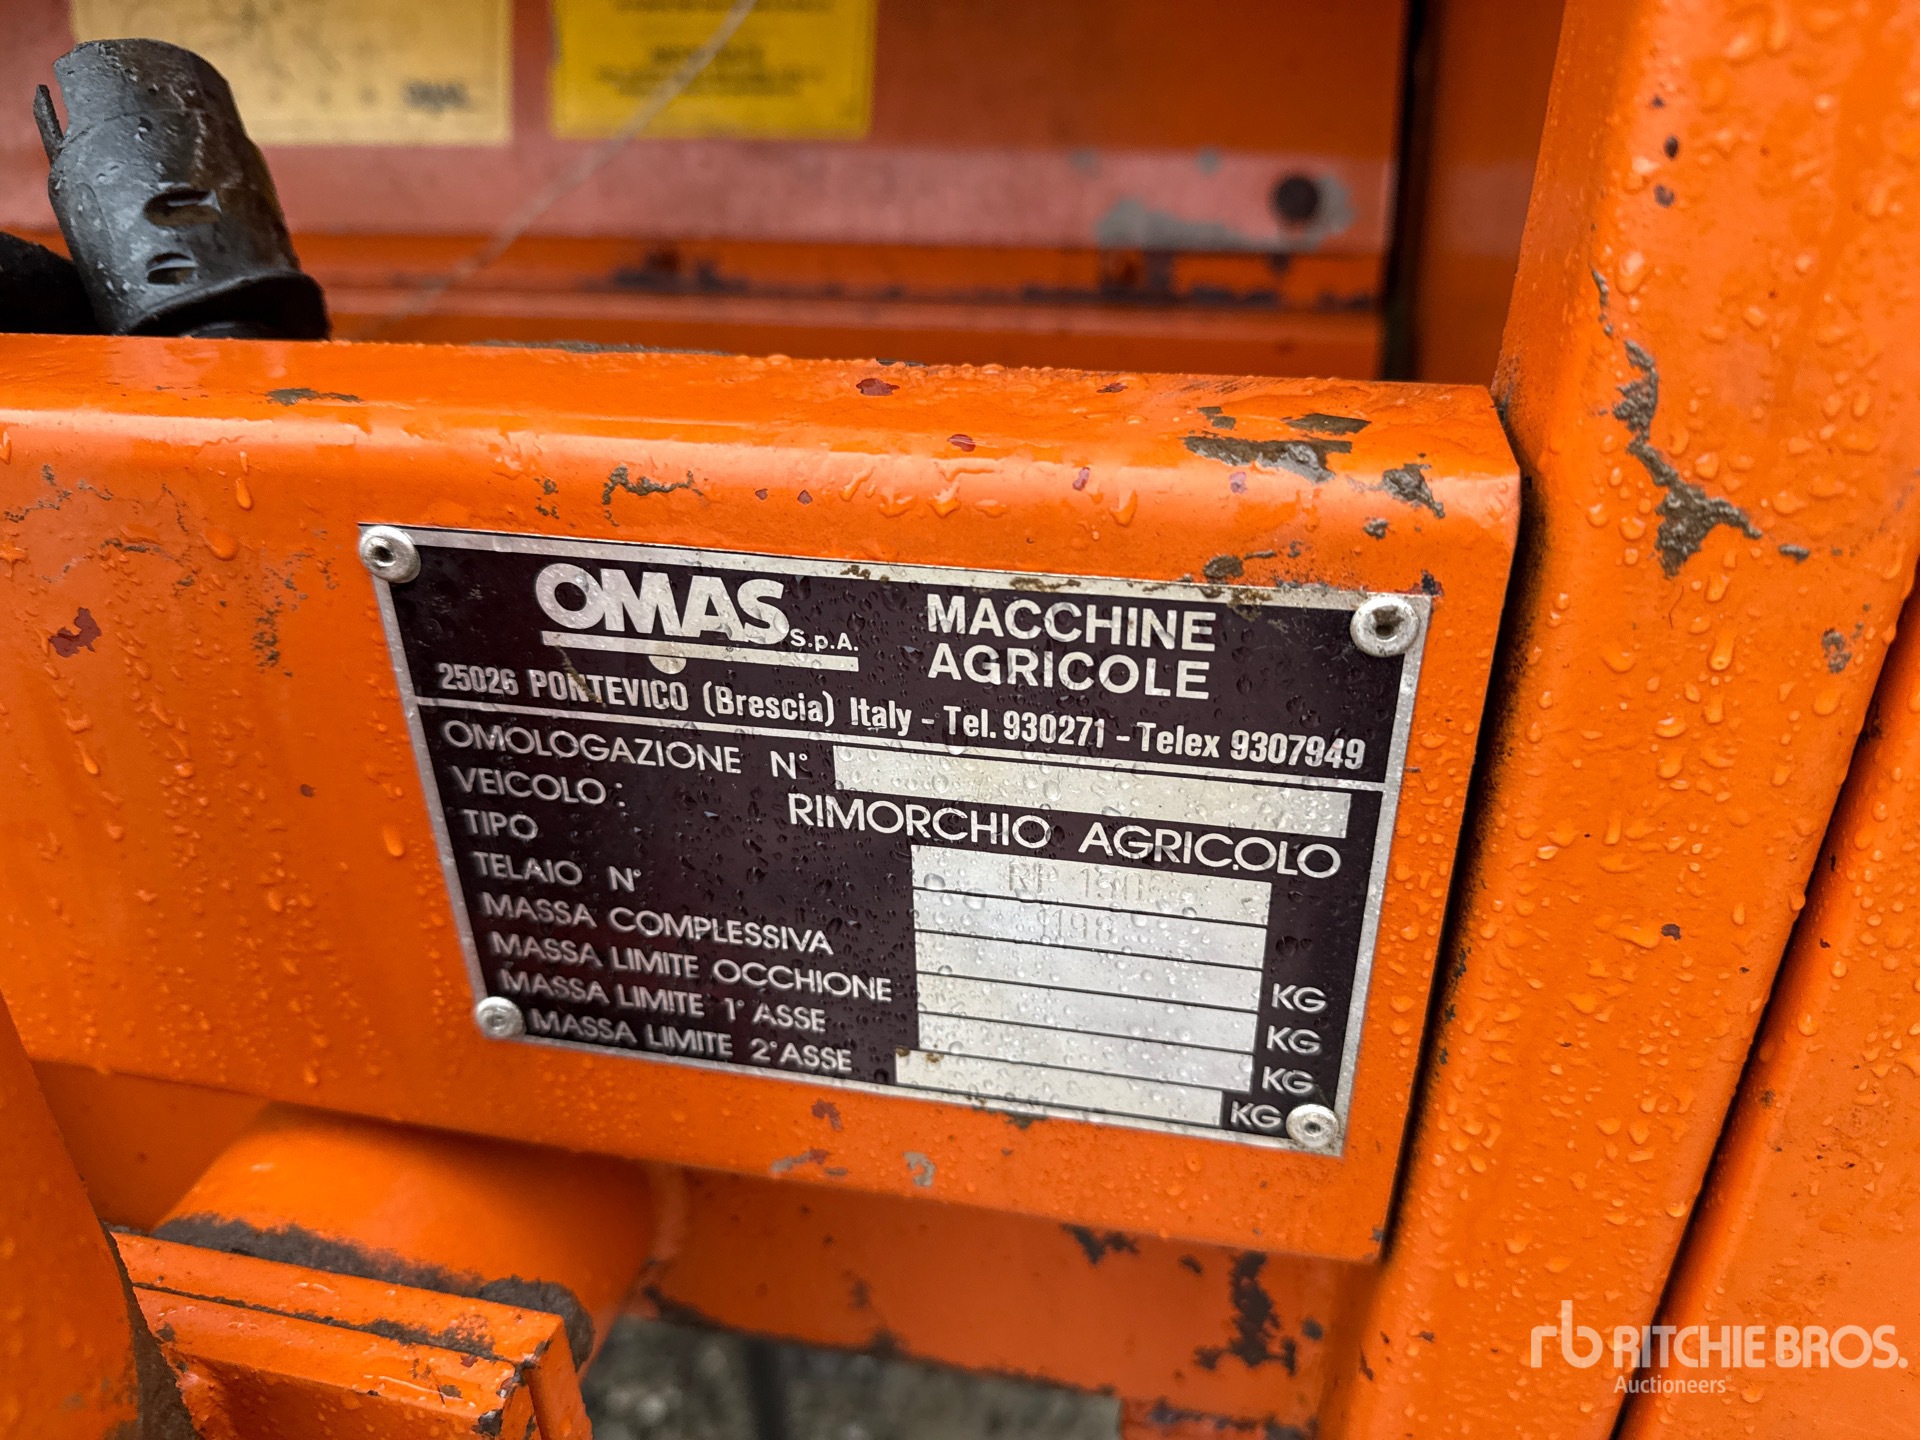 OMAS S.p.A.
MACCHINE
AGRICOLE
25026 PONTEVICO (Brescia) Italy - Tel. 930271 - Telex 9307949
OMOLOGAZIONE N°
VEICOLO: RIMORCHIO AGRICOLO
TIPO
TELAIO N° 1198
MASSA COMPLESSIVA KG
MASSA LIMITE OCCHIONE KG
MASSA LIMITE 1° ASSE KG
MASSA LIMITE 2° ASSE KG
rb RITCHIE BROS.
Auctioneers